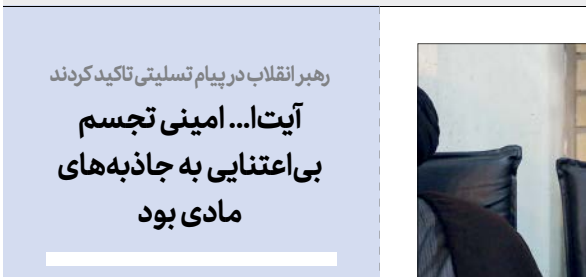 رهبر انقلاب در پیام تسلیتی تاکید کردند
آیت‌ا... امینی تجسم
بی‌اعتنایی به جاذبه‌های
مادی بود